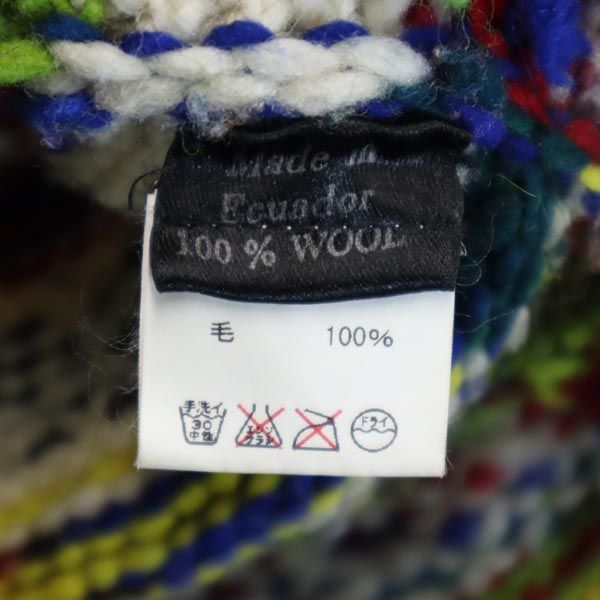 Made in
Ecuador
100 % WOOL
毛 100%
手洗イ
30
中性
エンソ
サラシ
ドライ